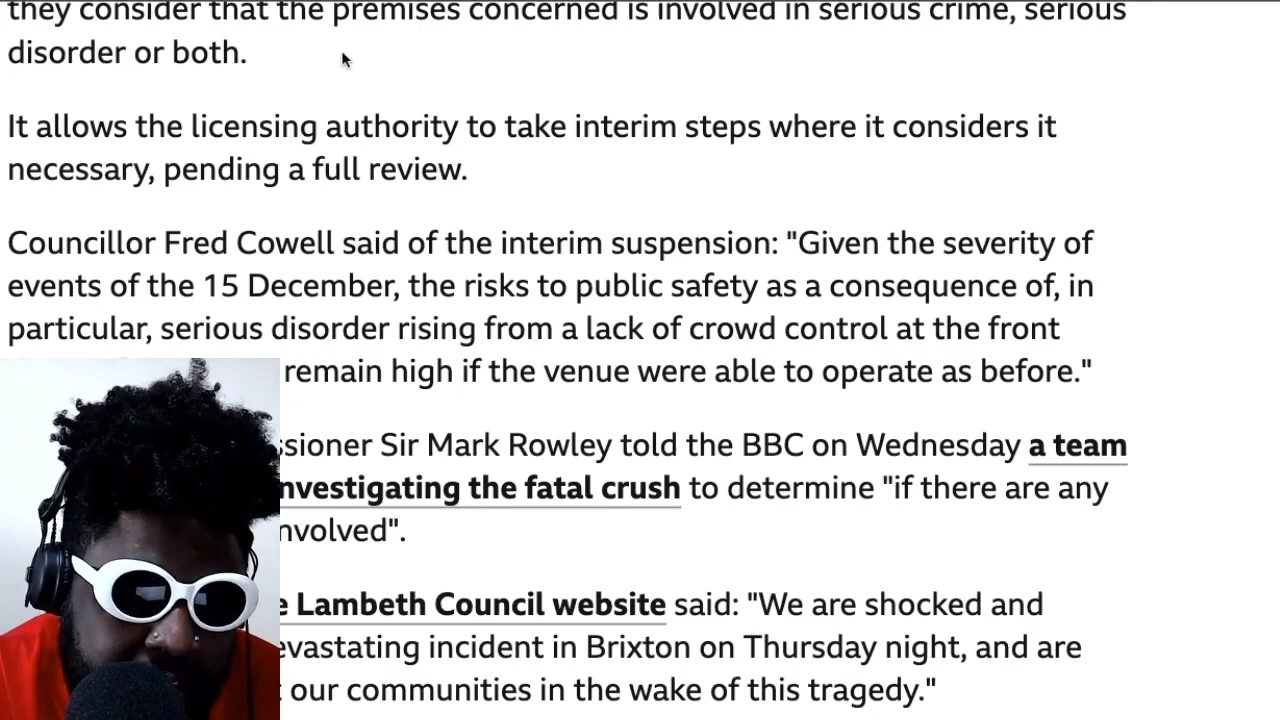 they consider that the premises concerned is involved in serious crime, serious
disorder or both.
It allows the licensing authority to take interim steps where it considers it
necessary, pending a full review.
Councillor Fred Cowell said of the interim suspension: "Given the severity of
events of the 15 December, the risks to public safety as a consequence of, in
particular, serious disorder rising from a lack of crowd control at the front
remain high if the venue were able to operate as before."
Sir Mark Rowley told the BBC on Wednesday a team
investigating the fatal crush to determine "if there are any
involved".
Lambeth Council website said: "We are shocked and
devastating incident in Brixton on Thursday night, and are
our communities in the wake of this tragedy."